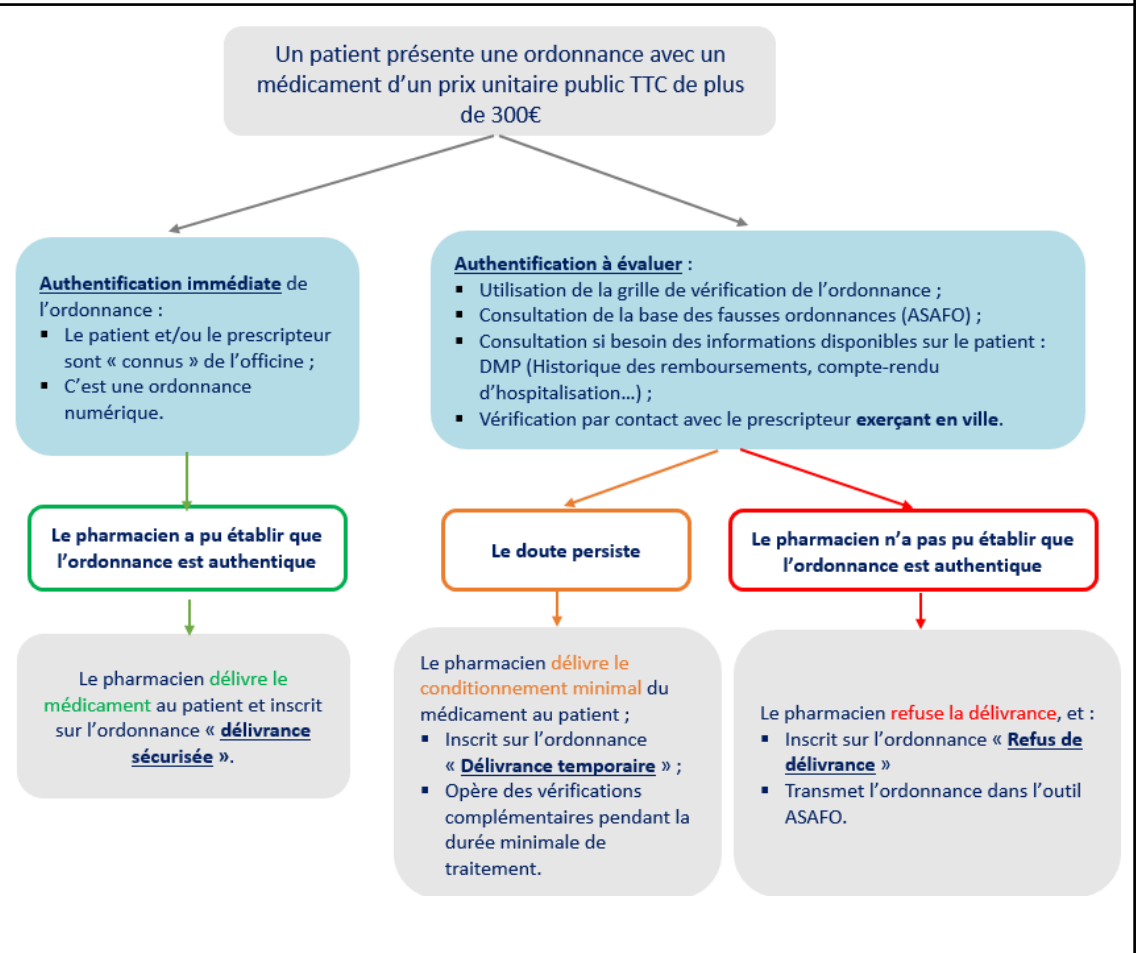 Un patient présente une ordonnance avec un
médicament d’un prix unitaire public TTC de plus
de 300€
Authentification immédiate de
l’ordonnance :
▪ Le patient et/ou le prescripteur
sont « connus » de l’officine ;
▪ C’est une ordonnance
numérique.
Authentification à évaluer :
▪ Utilisation de la grille de vérification de l’ordonnance ;
▪ Consultation de la base des fausses ordonnances (ASAFO) ;
▪ Consultation si besoin des informations disponibles sur le patient :
DMP (Historique des remboursements, compte-rendu
d’hospitalisation…) ;
▪ Vérification par contact avec le prescripteur exerçant en ville.
Le pharmacien a pu établir que
l’ordonnance est authentique
Le doute persiste
Le pharmacien n’a pas pu établir que
l’ordonnance est authentique
Le pharmacien délivre le
médicament au patient et inscrit
sur l’ordonnance « délivrance
sécurisée ».
Le pharmacien délivre le
conditionnement minimal du
médicament au patient ;
▪ Inscrit sur l’ordonnance
« Délivrance temporaire » ;
▪ Opère des vérifications
complémentaires pendant la
durée minimale de
traitement.
Le pharmacien refuse la délivrance, et :
▪ Inscrit sur l’ordonnance « Refus de
délivrance »
▪ Transmet l’ordonnance dans l’outil
ASAFO.